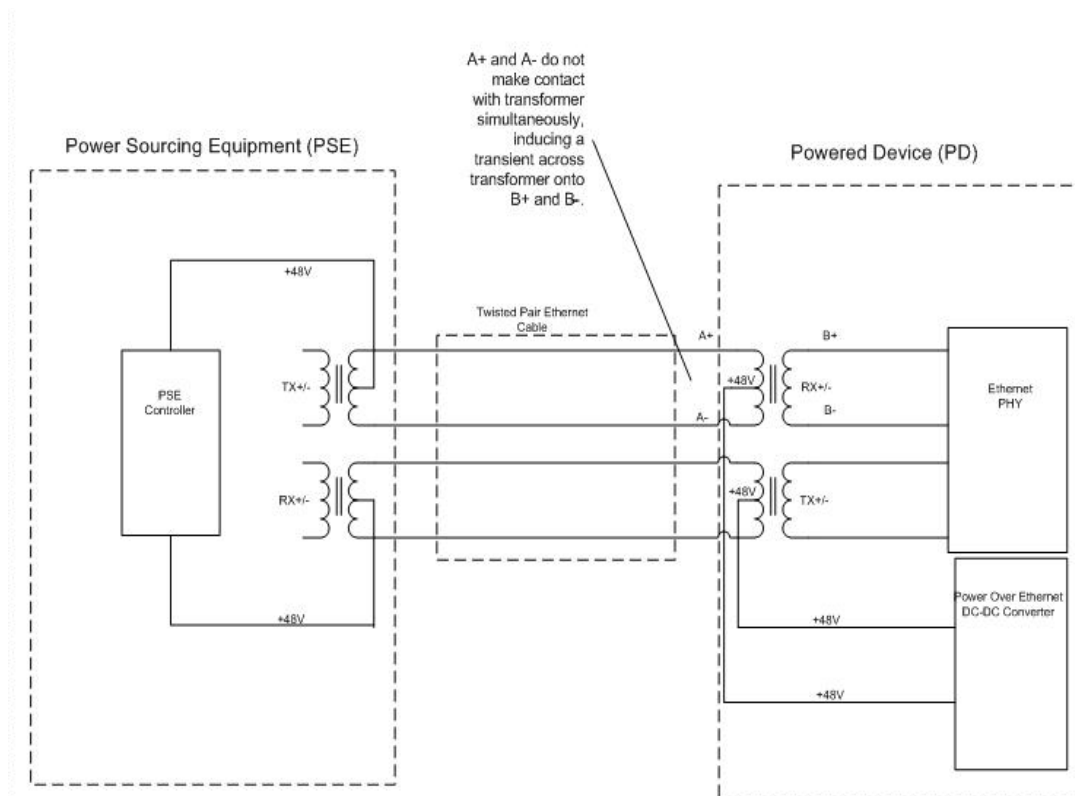 A+ and A- do not
make contact
with transformer
simultaneously,
inducing a
transient across
transformer onto
B+ and B-.
Power Sourcing Equipment (PSE)
Powered Device (PD)
+48V
Twisted Pair Ethernet
Cable
A+
B+
PSE
Controller
TX+/-
+48V
RX+/-
Ethernet
PHY
A-
B-
RX+/-
+48V
TX+/-
Power Over Ethernet
DC-DC Converter
+48V
+48V
+48V